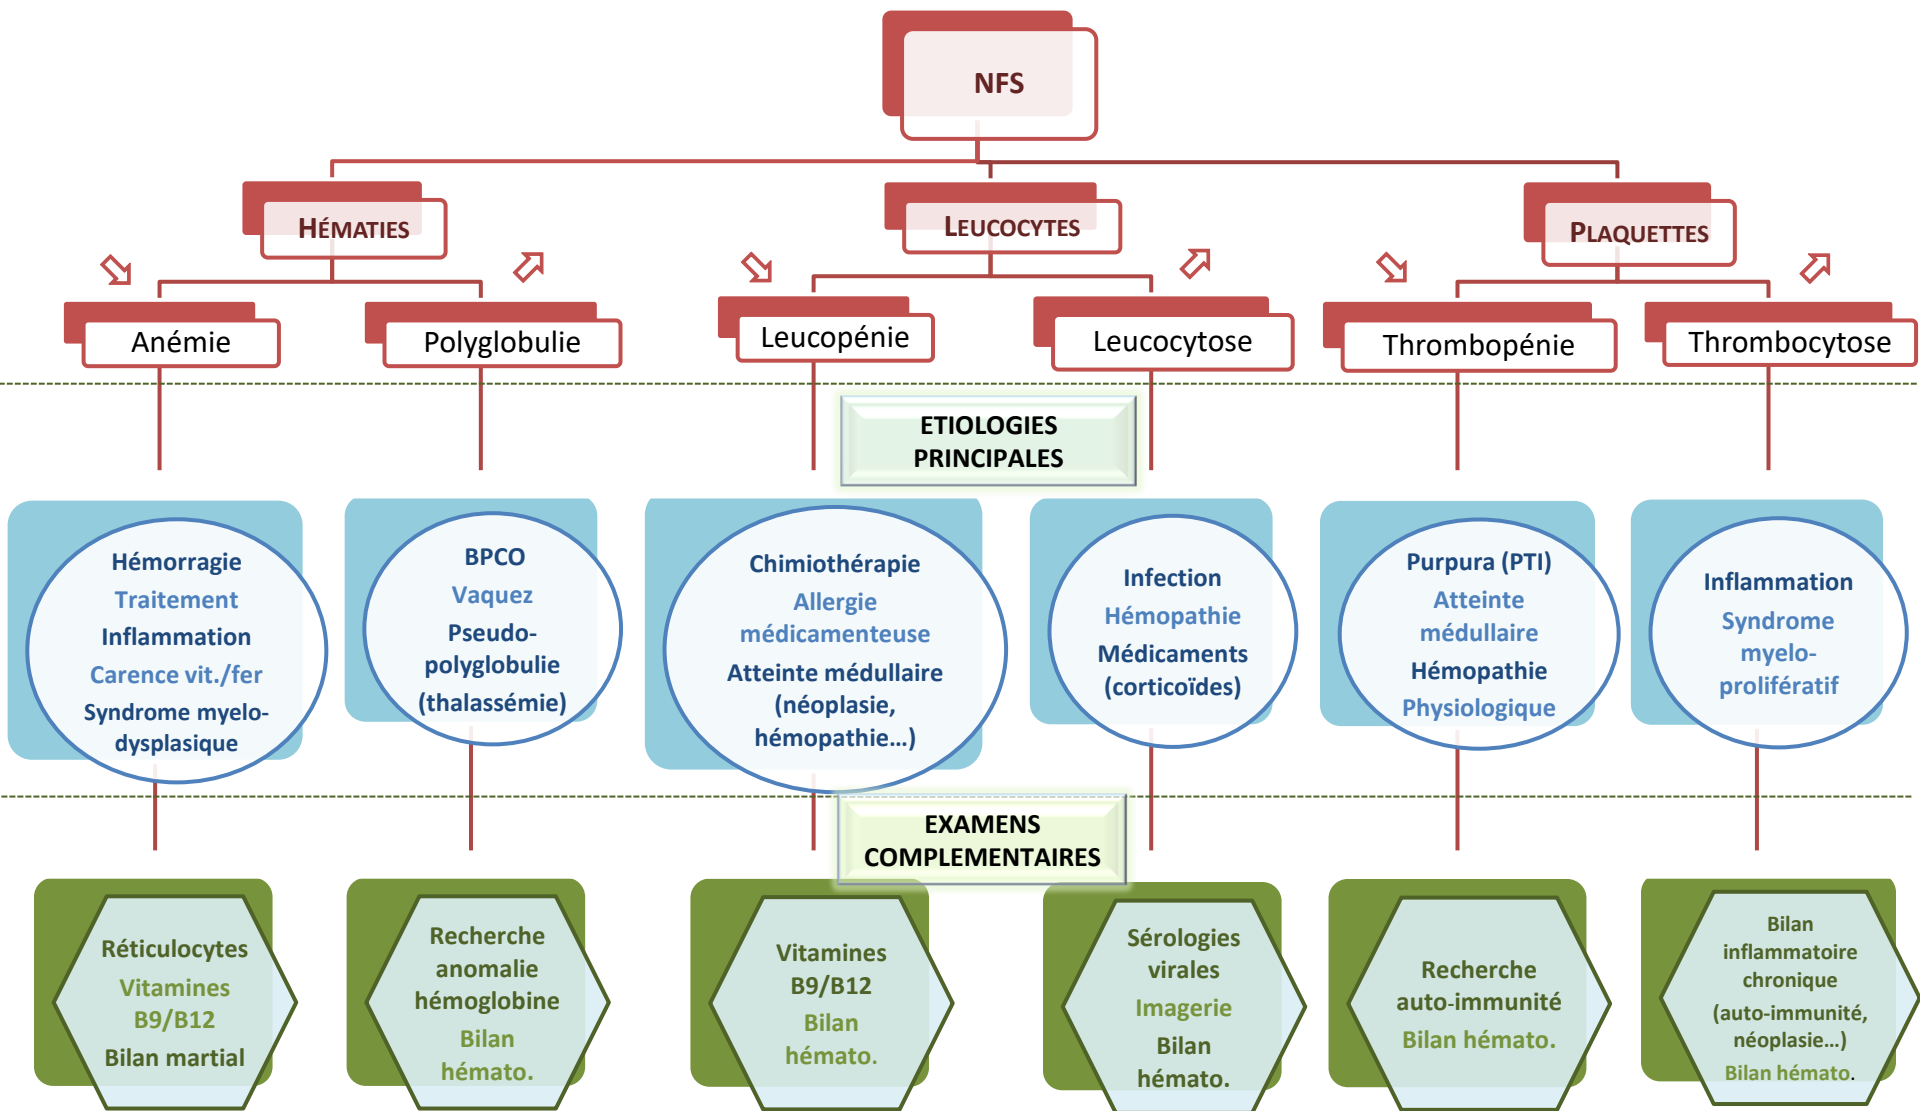 NFS
HÉMATIES
LEUCOCYTES
PLAQUETTES
Anémie
Polyglobulie
Leucopénie
Leucocytose
Thrombopénie
Thrombocytose
ETIOLOGIES
PRINCIPALES
Hémorragie
Traitement
Inflammation
Carence vit./fer
Syndrome myelo-
dysplasique
BPCO
Vaquez
Pseudo-
polyglobulie
(thalassémie)
Chimiothérapie
Allergie
médicamenteuse
Atteinte médullaire
(néoplasie,
hémopathie…)
Infection
Hémopathie
Médicaments
(corticoïdes)
Purpura (PTI)
Atteinte
médullaire
Hémopathie
Physiologique
Inflammation
Syndrome
myelo-
prolifératif
EXAMENS
COMPLEMENTAIRES
Réticulocytes
Vitamines
B9/B12
Bilan martial
Recherche
anomalie
hémoglobine
Bilan
hémato.
Vitamines
B9/B12
Bilan
hémato.
Sérologies
virales
Imagerie
Bilan
hémato.
Recherche
auto-immunité
Bilan hémato.
Bilan
inflammatoire
chronique
(auto-immunité,
néoplasie…)
Bilan hémato.